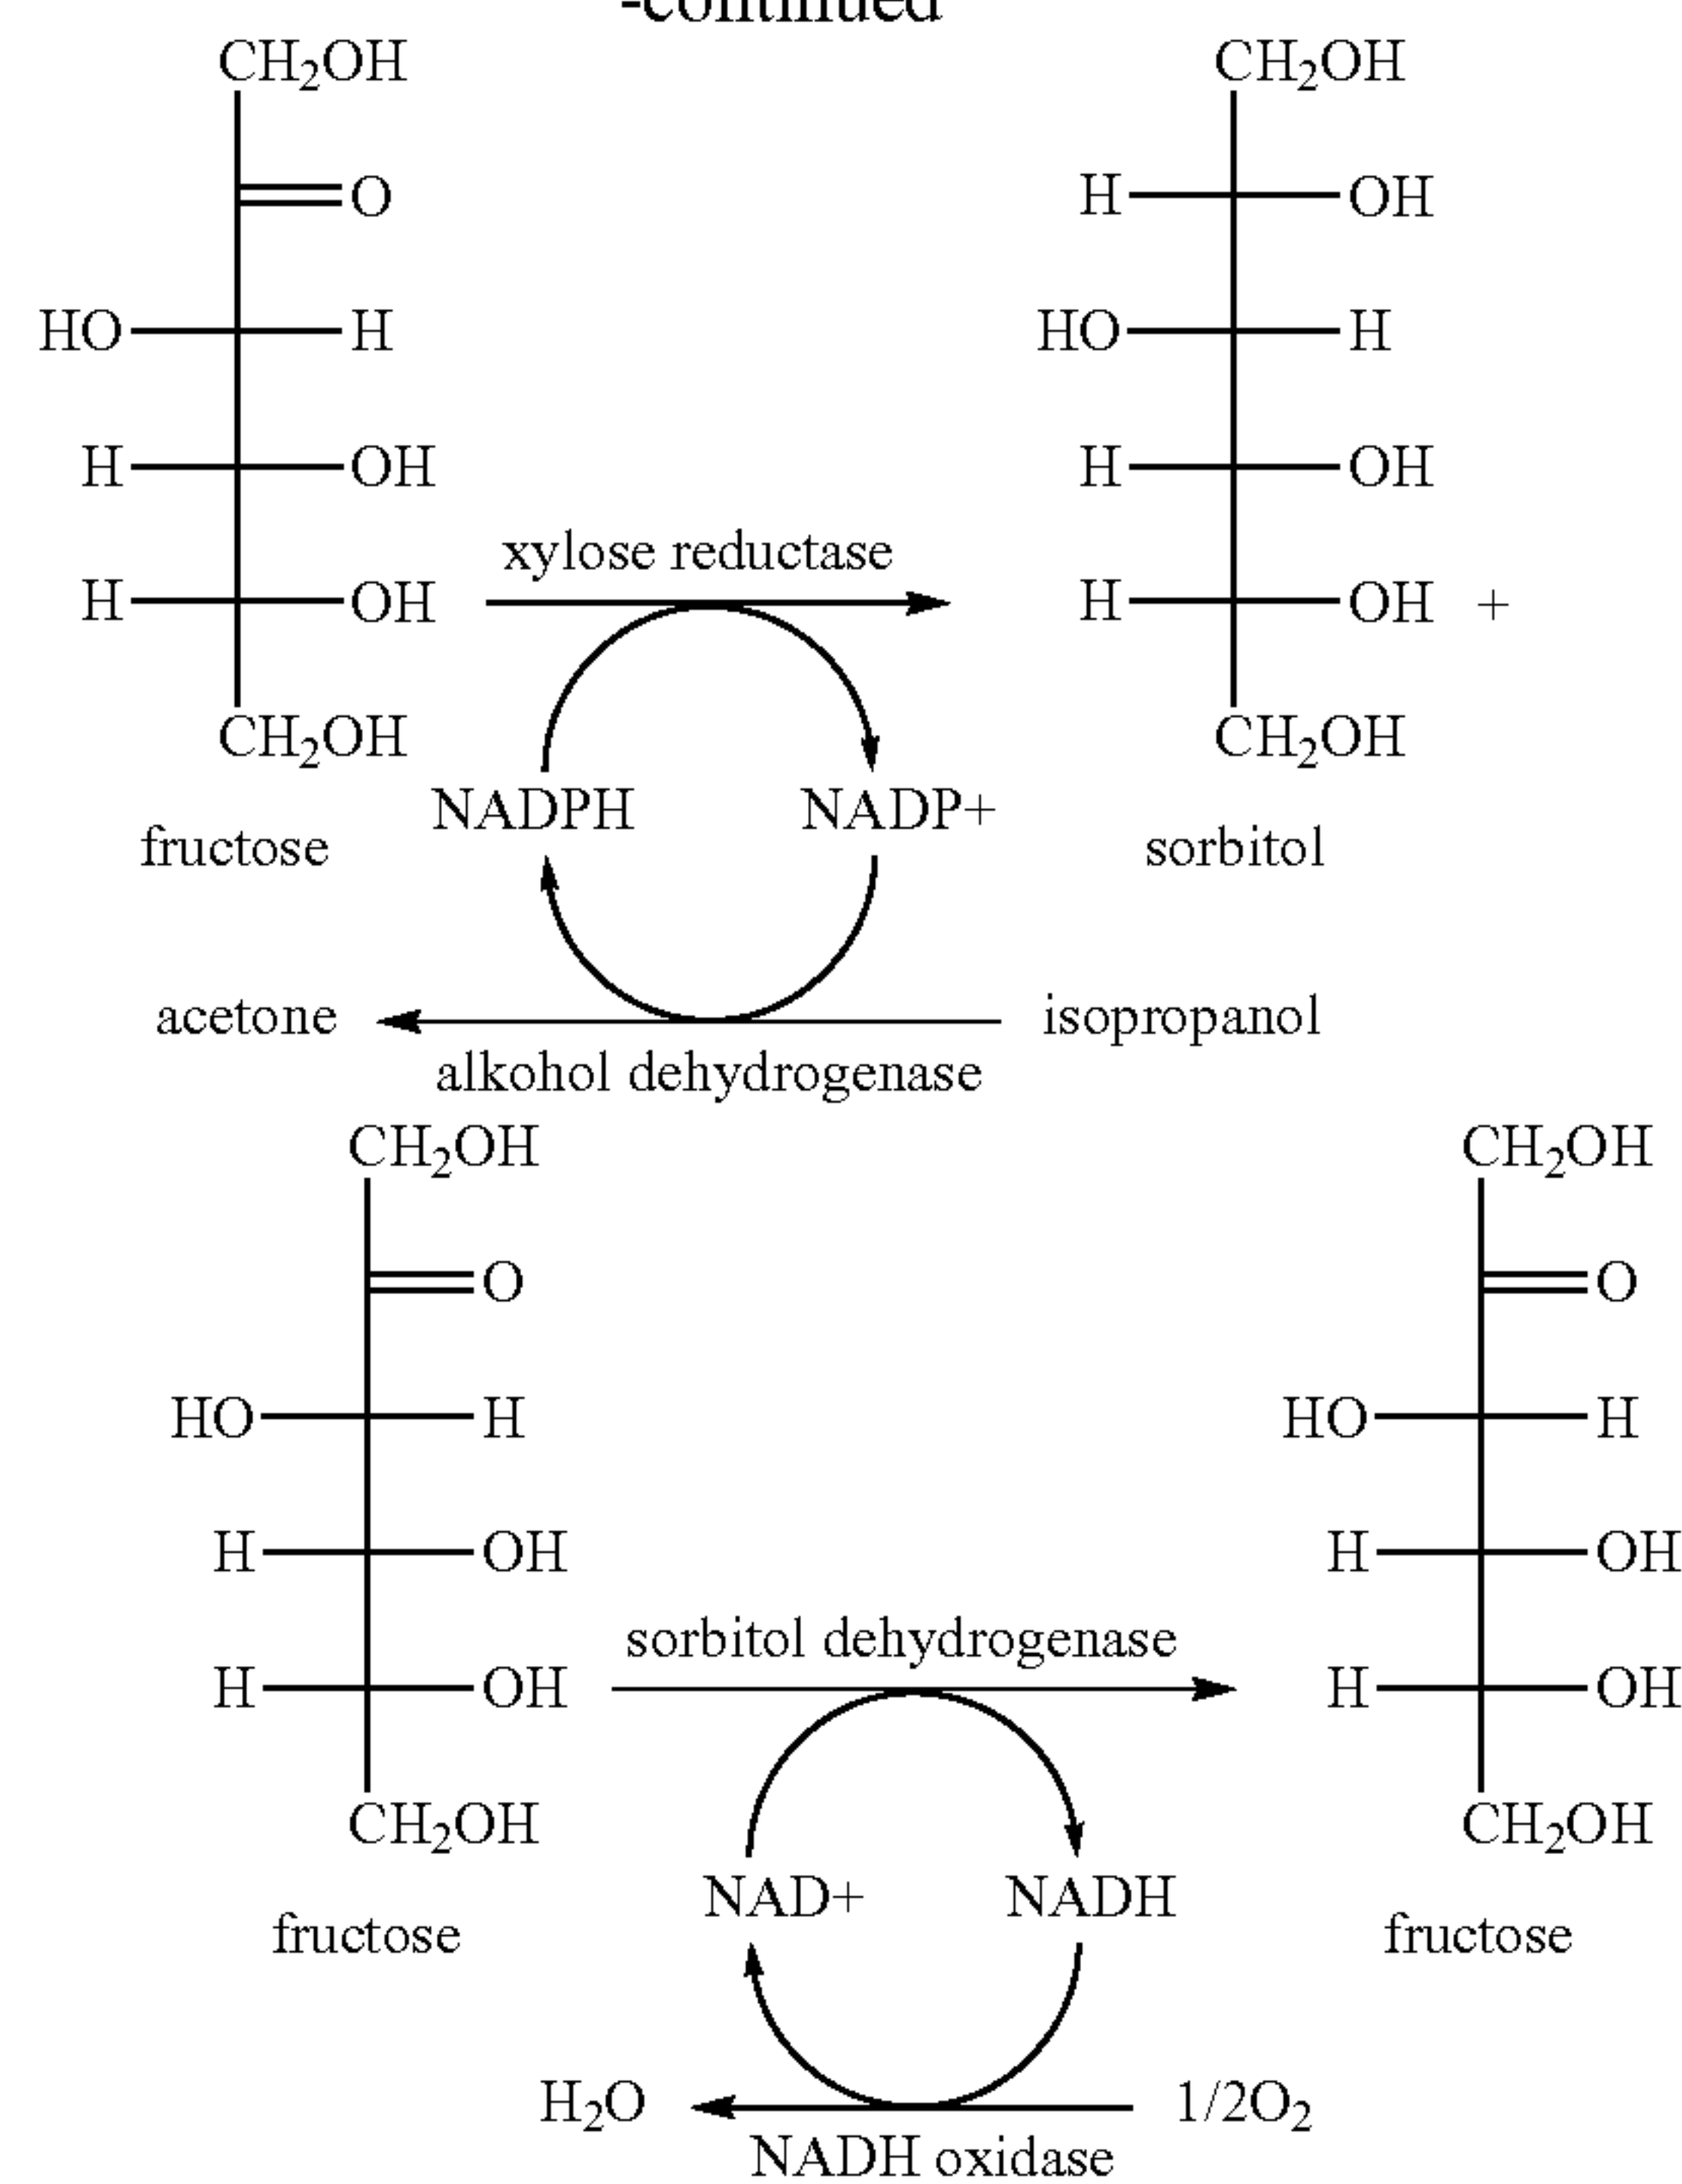 -continued
CH2OH CH2OH
O H OH
HO H HO H
H OH H OH
xylose reductase
H OH H OH +
CH2OH CH2OH
NADPH NADP+
fructose sorbitol
acetone isopropanol
alkohol dehydrogenase
CH2OH CH2OH
O O
HO H HO H
H OH H OH
sorbitol dehydrogenase
H OH H OH
CH2OH CH2OH
NAD+ NADH
fructose fructose
H2O 1/2O2
NADH oxidase